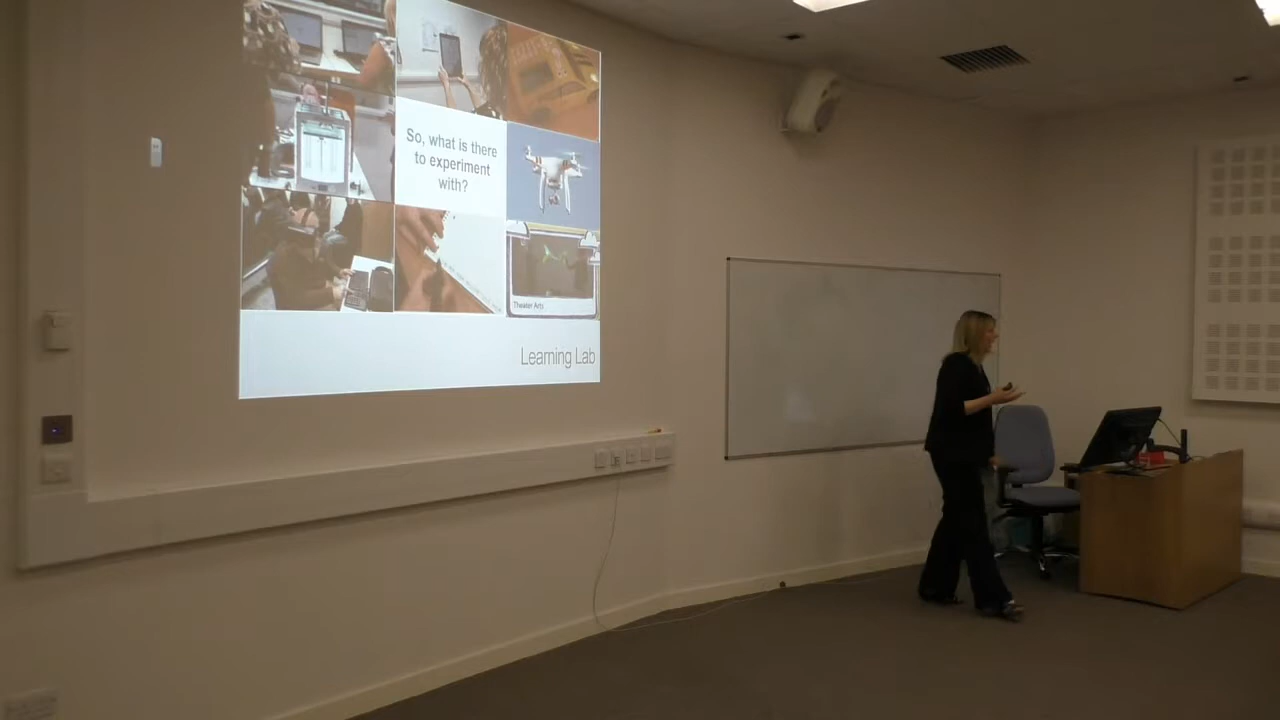 So, what is there
to experiment
with?
Theater Arts
Learning Lab